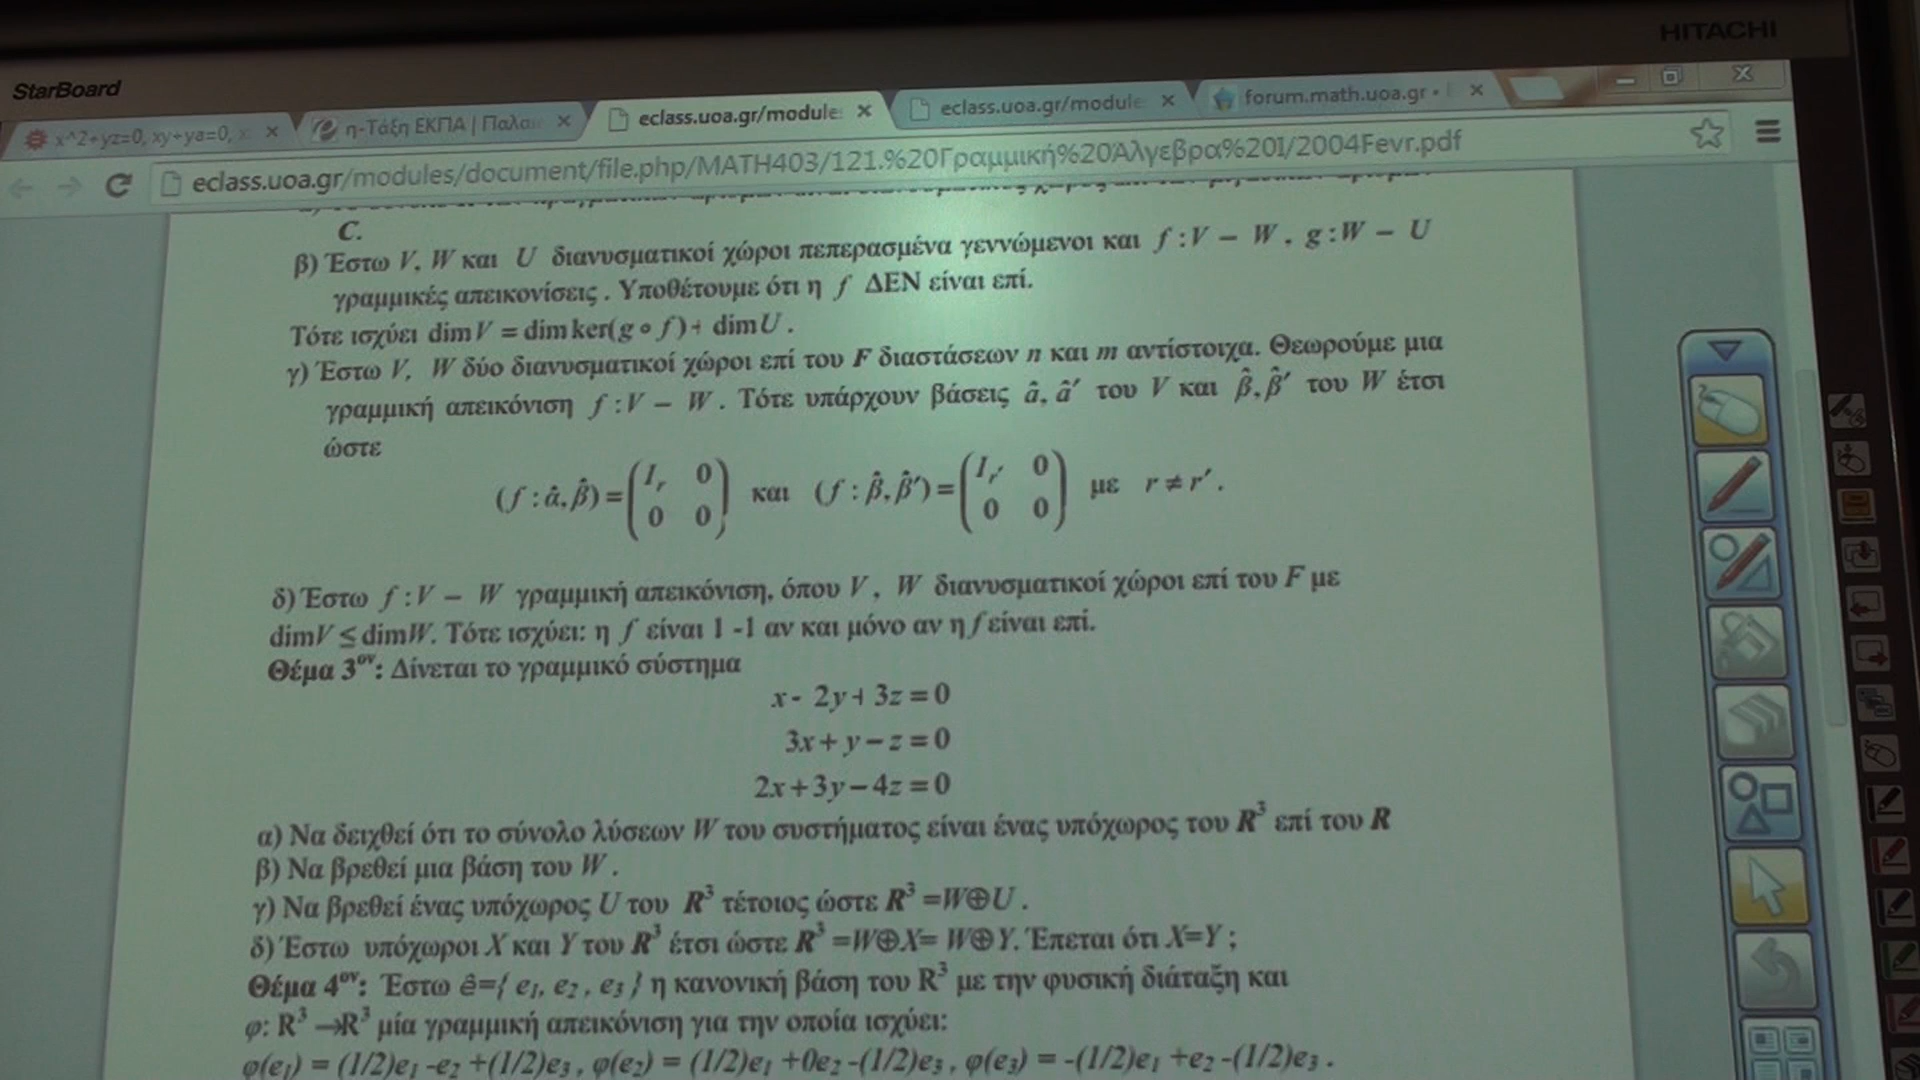 HITACHI
StarBoard
x^2+yz=0, xy+ya=0, x
η-Τάξη ΕΚΠΑ | Παλαι
eclass.uoa.gr/module:
eclass.uoa.gr/module
forum.math.uoa.gr •
eclass.uoa.gr/modules/document/file.php/MATH403/121.%20Γραμμική%20Άλγεβρα%20Ι/2004Fevr.pdf
C.
β) Έστω V, W και U διανυσματικοί χώροι πεπερασμένα γεννώμενοι και f : V – W , g : W – U
γραμμικές απεικονίσεις . Υποθέτουμε ότι η f ΔΕΝ είναι επί.
Τότε ισχύει dim V = dim ker(g ∘ f)+ dim U .
γ) Έστω V, W δύο διανυσματικοί χώροι επί του F διαστάσεων n και m αντίστοιχα. Θεωρούμε μια
γραμμική απεικόνιση f : V – W . Τότε υπάρχουν βάσεις â, â′ του V και β̂, β̂′ του W έτσι
ώστε
(f : â, β̂) = (I_r 0 και (f : β̂, β̂′) = (I_r′ 0 με r ≠ r′ .
0 0) 0 0)
δ) Έστω f : V – W γραμμική απεικόνιση, όπου V , W διανυσματικοί χώροι επί του F με
dimV ≤ dimW. Τότε ισχύει: η f είναι 1 -1 αν και μόνο αν η f είναι επί.
Θέμα 3ον: Δίνεται το γραμμικό σύστημα
x - 2y + 3z = 0
3x + y – z = 0
2x + 3y – 4z = 0
α) Να δειχθεί ότι το σύνολο λύσεων W του συστήματος είναι ένας υπόχωρος του R³ επί του R
β) Να βρεθεί μια βάση του W .
γ) Να βρεθεί ένας υπόχωρος U του R³ τέτοιος ώστε R³ =W⊕U .
δ) Έστω υπόχωροι X και Y του R³ έτσι ώστε R³ =W⊕X= W⊕Y. Έπεται ότι X=Y ;
Θέμα 4ον: Έστω ê={ e₁, e₂ , e₃ } η κανονική βάση του R³ με την φυσική διάταξη και
φ: R³ →R³ μία γραμμική απεικόνιση για την οποία ισχύει:
φ(e₁) = (1/2)e₁ -e₂ +(1/2)e₃ , φ(e₂) = (1/2)e₁ +0e₂ -(1/2)e₃ , φ(e₃) = -(1/2)e₁ +e₂ -(1/2)e₃ .